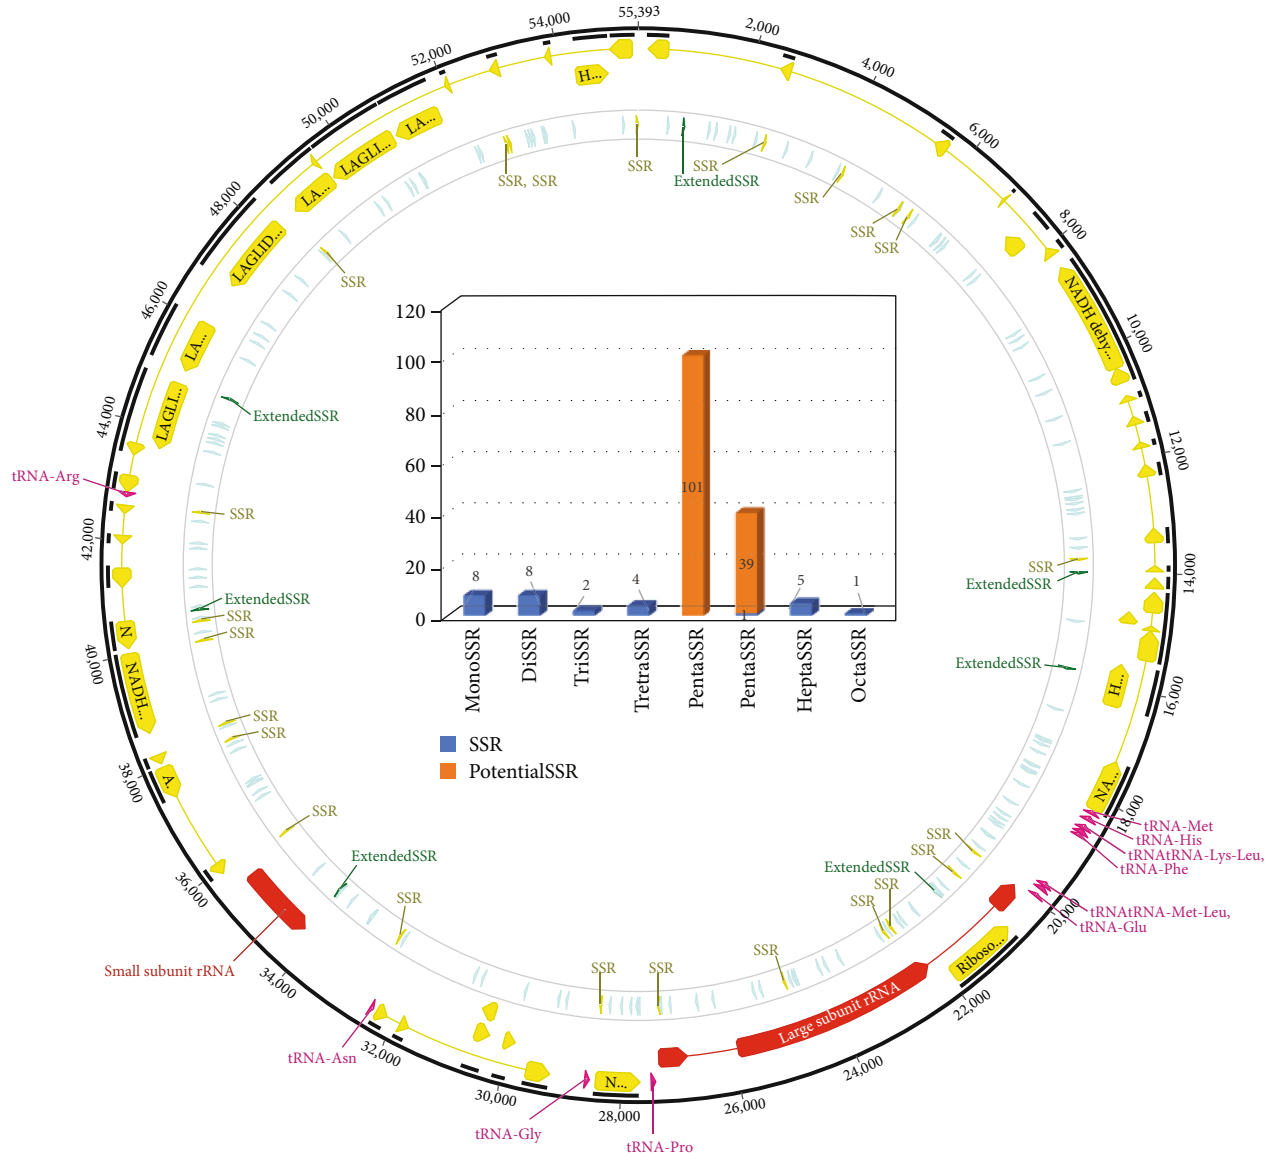 55,393
2,000
4,000
6,000
8,000
10,000
12,000
14,000
16,000
18,000
20,000
22,000
24,000
26,000
28,000
30,000
32,000
34,000
36,000
38,000
40,000
42,000
44,000
46,000
48,000
50,000
52,000
54,000
H...
NADH dehy...
H...
NA...
tRNA-Met
tRNA-His
tRNAtRNA-Lys-Leu,
tRNA-Phe
tRNAtRNA-Met-Leu,
tRNA-Glu
Riboso...
Large subunit rRNA
tRNA-Pro
N...
tRNA-Gly
tRNA-Asn
Small subunit rRNA
A.
NADH...
N
tRNA-Arg
LAGLI...
LA...
LAGLID...
LA...
LAGLI...
LA...
SSR, SSR
SSR
SSR
ExtendedSSR
SSR
SSR
SSR
SSR
ExtendedSSR
ExtendedSSR
SSR
SSR
ExtendedSSR
SSR
SSR
SSR
SSR
SSR
SSR
ExtendedSSR
SSR
SSR
SSR
SSR
SSR
ExtendedSSR
SSR
ExtendedSSR
SSR
120
100
80
60
40
20
0
8
8
2
4
101
39
1
5
1
MonoSSR
DiSSR
TriSSR
TretraSSR
PentaSSR
PentaSSR
HeptaSSR
OctaSSR
SSR
PotentialSSR